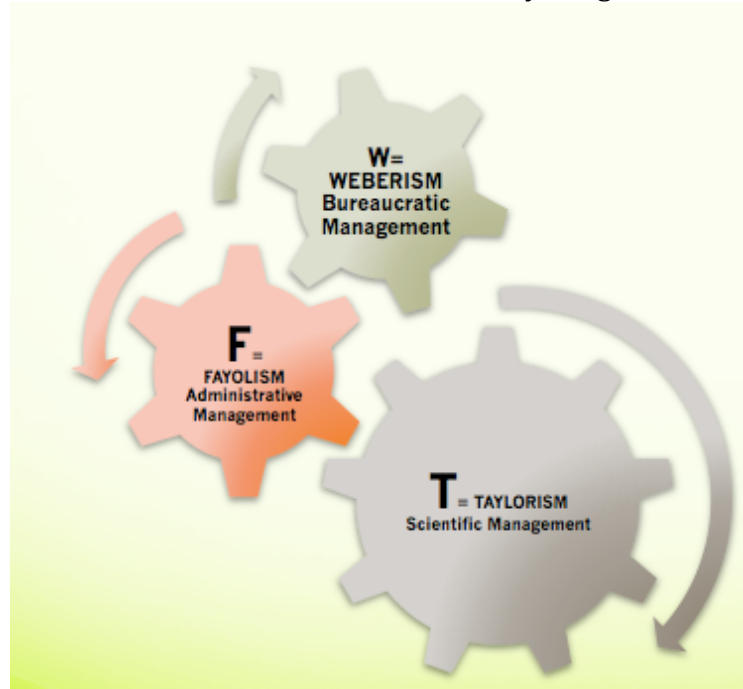 W=
WEBERISM
Bureaucratic
Management
F=
FAYOLISM
Administrative
Management
T= TAYLORISM
Scientific Management